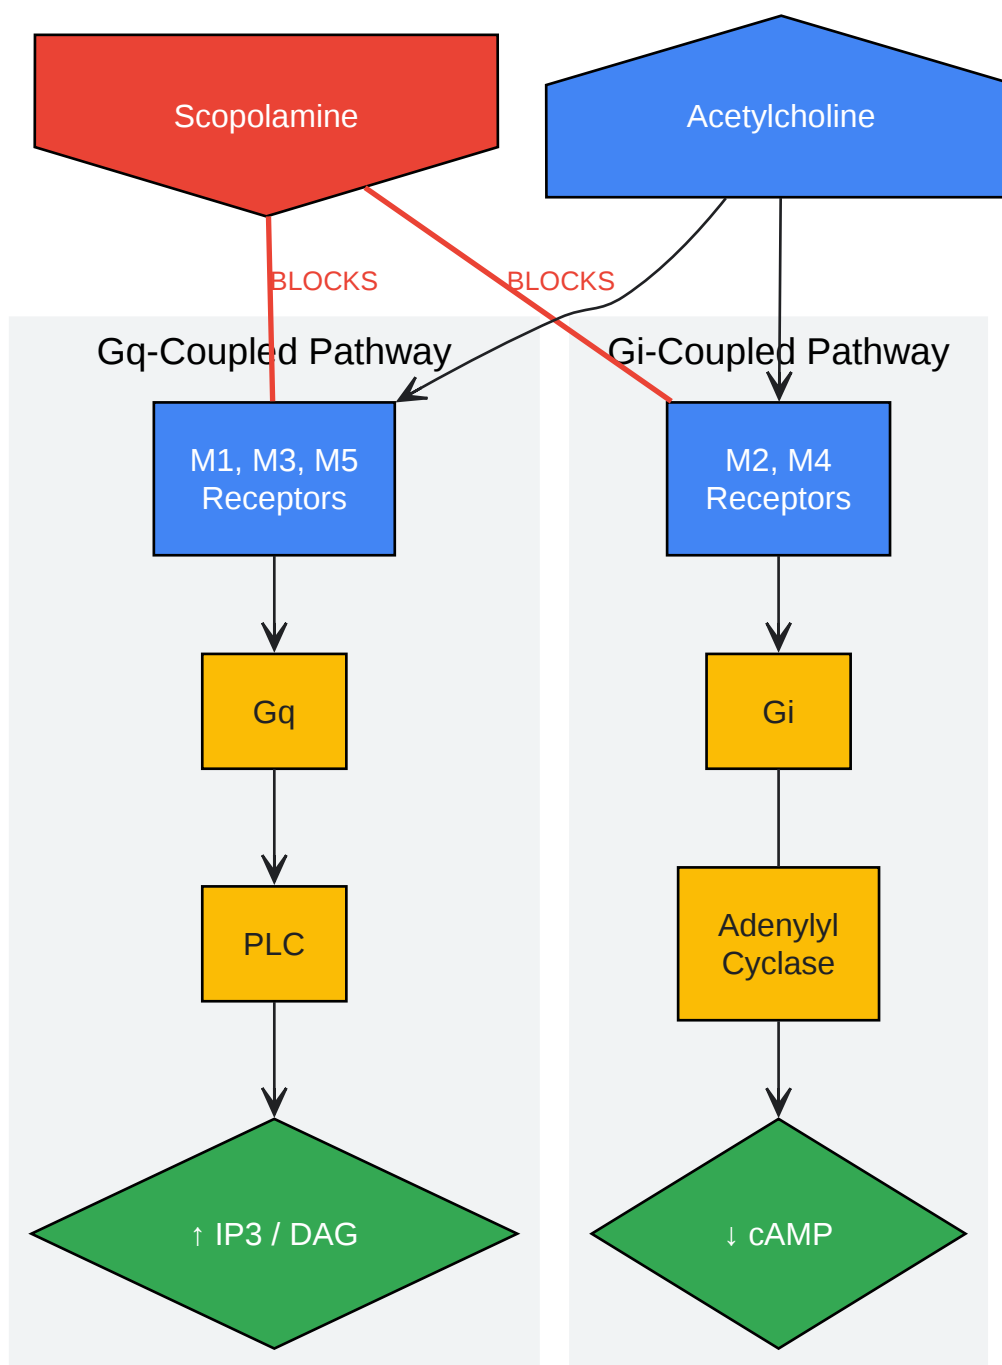 Scopolamine
Acetylcholine
BLOCKS
BLOCKS
Gq-Coupled Pathway
Gi-Coupled Pathway
M1, M3, M5
Receptors
M2, M4
Receptors
Gq
Gi
PLC
Adenylyl
Cyclase
↑ IP3 / DAG
↓ cAMP